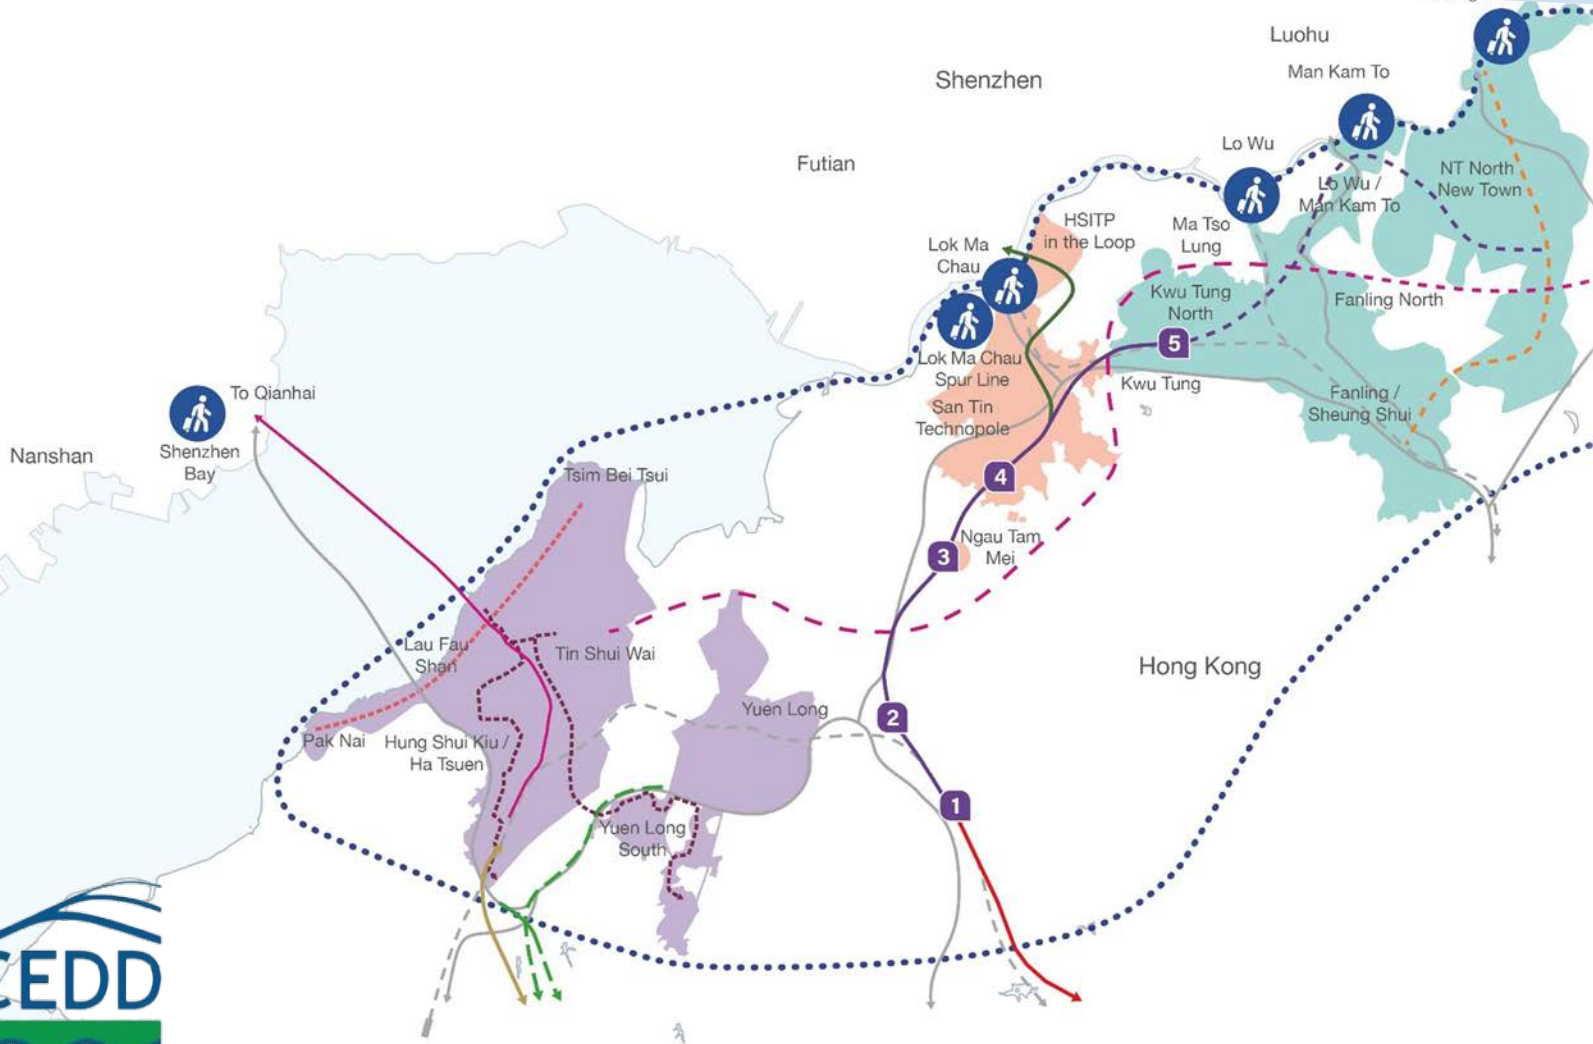 Luohu
Man Kam To
Shenzhen
Lo Wu
Futian
NT North
New Town
Lo Wu /
Man Kam To
HSITP
in the Loop
Ma Tso
Lung
Lok Ma
Chau
Kwu Tung
North
Fanling North
5
Lok Ma Chau
Spur Line
Kwu Tung
To Qianhai
San Tin
Technopole
Fanling /
Sheung Shui
Nanshan
Shenzhen
Bay
Tsim Bei Tsui
4
3
Ngau Tam
Mei
Lau Fau
Shan
Tin Shui Wai
Hong Kong
2
Yuen Long
Pak Nai
Hung Shui Kiu /
Ha Tsuen
1
Yuen Long
South
CEDD